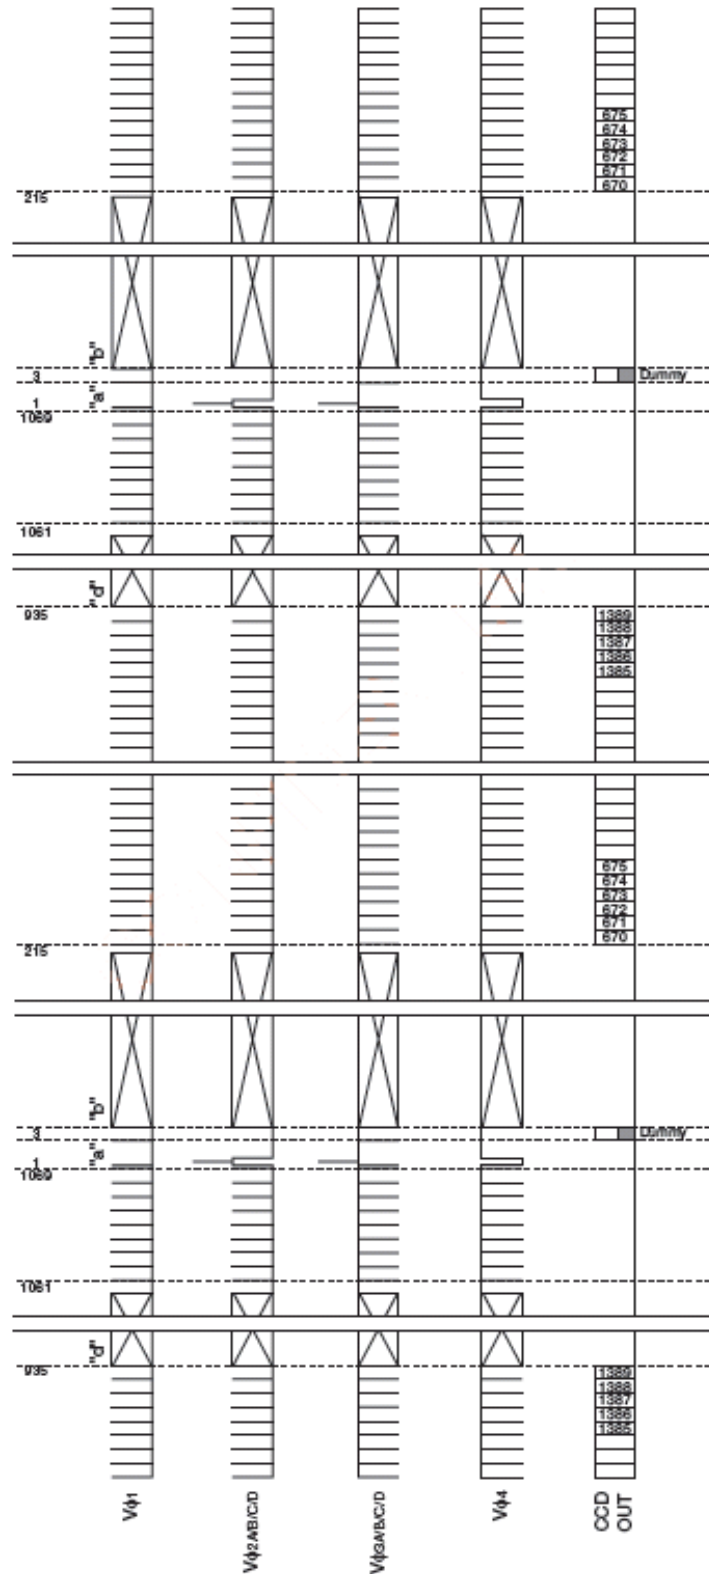 675
674
673
672
671
670
215
"b"
3
Dummy
"a"
1
1069
1061
"d"
935
1389
1388
1387
1386
1385
675
674
673
672
671
670
215
"b"
3
Dummy
"a"
1
1069
1061
"d"
935
1389
1388
1387
1386
1385
Vϕ1
Vϕ2A/B/C/D
Vϕ3A/B/C/D
Vϕ4
CCD
OUT